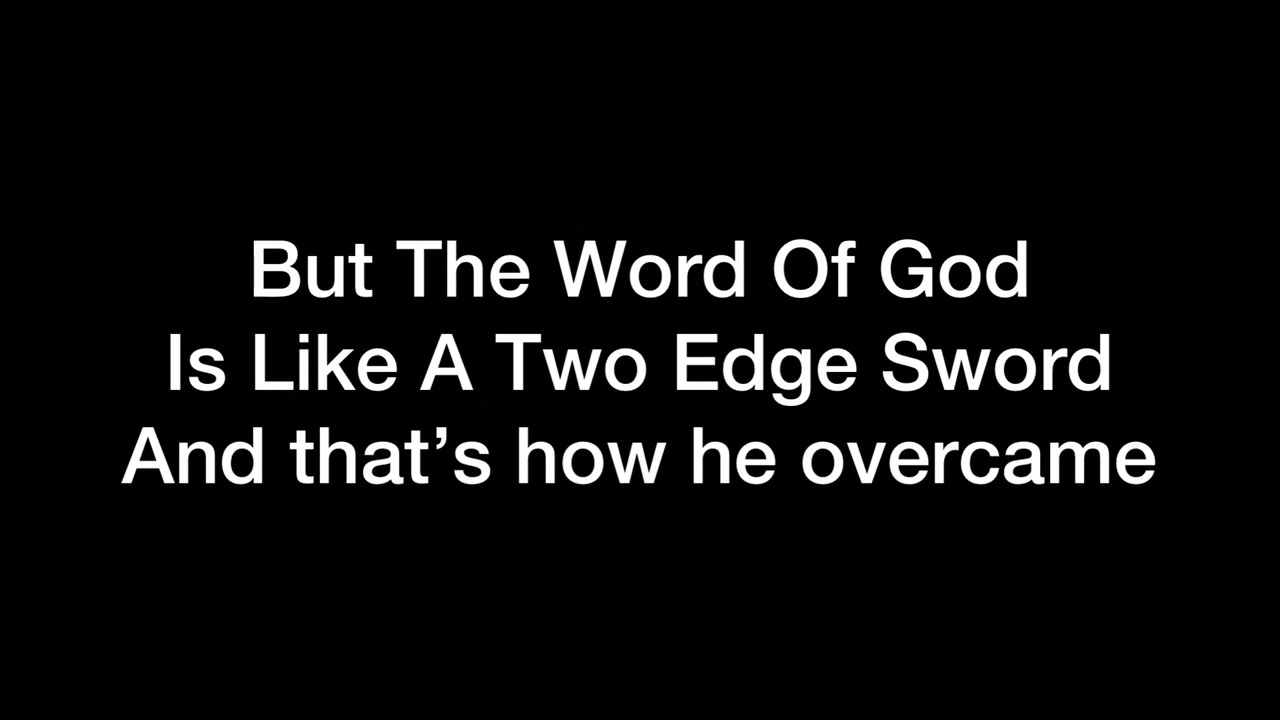 But The Word Of God
Is Like A Two Edge Sword
And that’s how he overcame